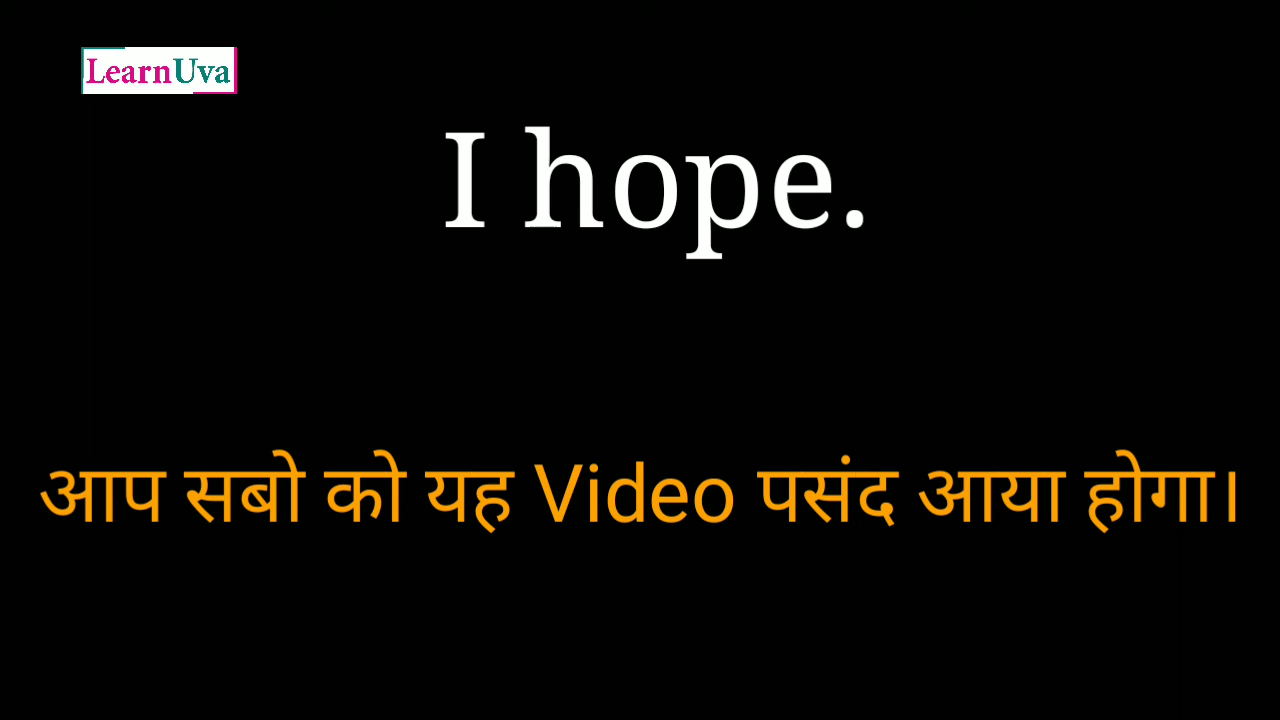 LearnUva
I hope.
आप सबो को यह Video पसंद आया होगा।